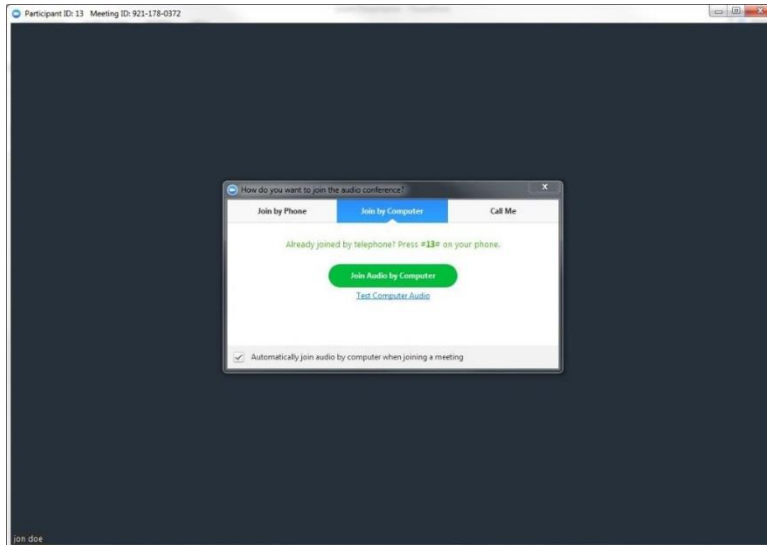 Participant ID: 13 Meeting ID: 921-178-0372
How do you want to join the audio conference?
x
Join by Phone Join by Computer Call Me
Already joined by telephone? Press #13# on your phone.
Join Audio by Computer
Test Computer Audio
Automatically join audio by computer when joining a meeting
jon doe